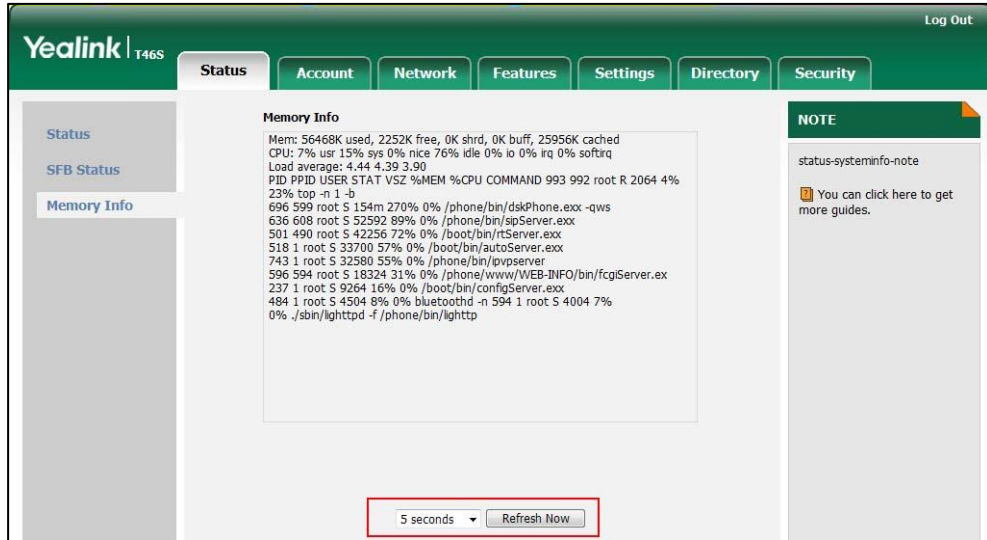 Log Out
Yealink | T46S
Status
Account
Network
Features
Settings
Directory
Security
Status
SFB Status
Memory Info
Memory Info
Mem: 56468K used, 2252K free, 0K shrd, 0K buff, 25956K cached
CPU: 7% usr 15% sys 0% nice 76% idle 0% io 0% irq 0% softirq
Load average: 4.44 4.39 3.90
PID PPID USER STAT VSZ %MEM %CPU COMMAND 993 992 root R 2064 4%
23% top -n 1 -b
696 599 root S 154m 270% 0% /phone/bin/dskPhone.exx -qws
636 608 root S 52592 89% 0% /phone/bin/sipServer.exx
501 490 root S 42256 72% 0% /boot/bin/rtServer.exx
518 1 root S 33700 57% 0% /boot/bin/autoServer.exx
743 1 root S 32580 55% 0% /phone/bin/ipvpserver
596 594 root S 18324 31% 0% /phone/www/WEB-INFO/bin/fcgiServer.ex
237 1 root S 9264 16% 0% /boot/bin/configServer.exx
484 1 root S 4504 8% 0% bluetoothd -n 594 1 root S 4004 7%
0% ./sbin/lighttpd -f /phone/bin/lighttp
5 seconds
Refresh Now
NOTE
status-systeminfo-note
? You can click here to get
more guides.